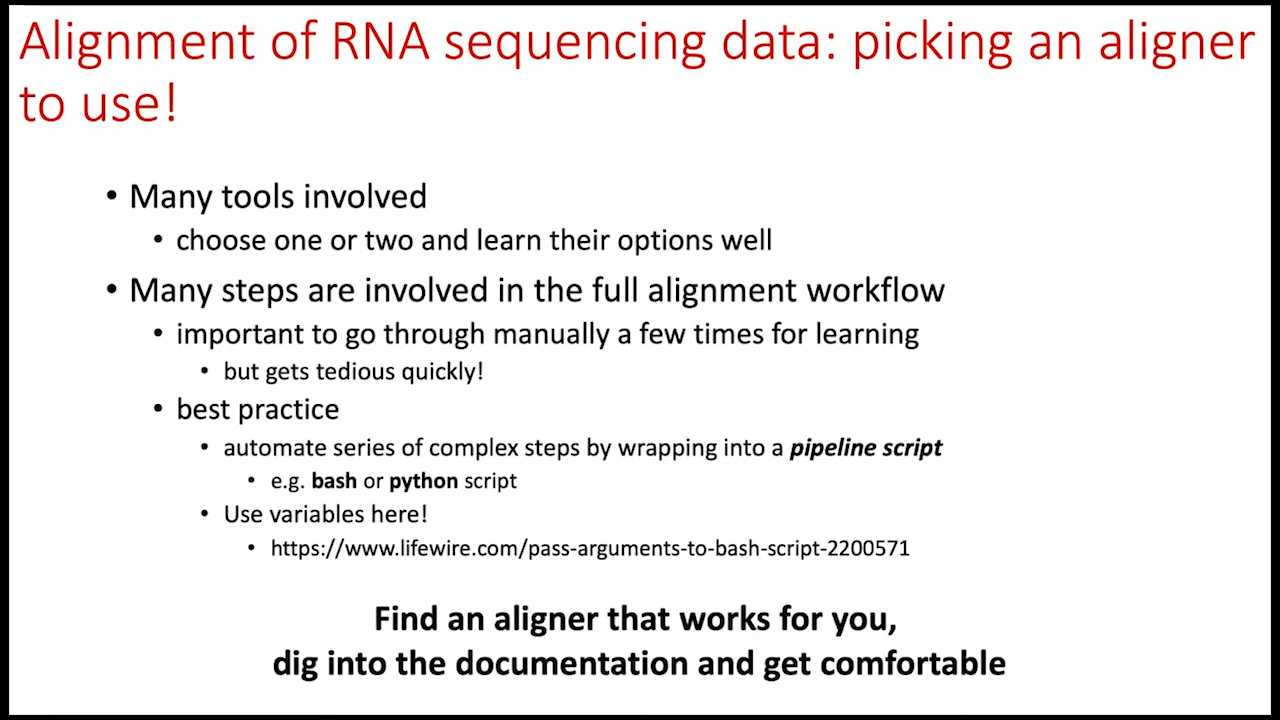 Alignment of RNA sequencing data: picking an aligner
to use!
• Many tools involved
• choose one or two and learn their options well
• Many steps are involved in the full alignment workflow
• important to go through manually a few times for learning
• but gets tedious quickly!
• best practice
• automate series of complex steps by wrapping into a pipeline script
• e.g. bash or python script
• Use variables here!
• https://www.lifewire.com/pass-arguments-to-bash-script-2200571
Find an aligner that works for you,
dig into the documentation and get comfortable